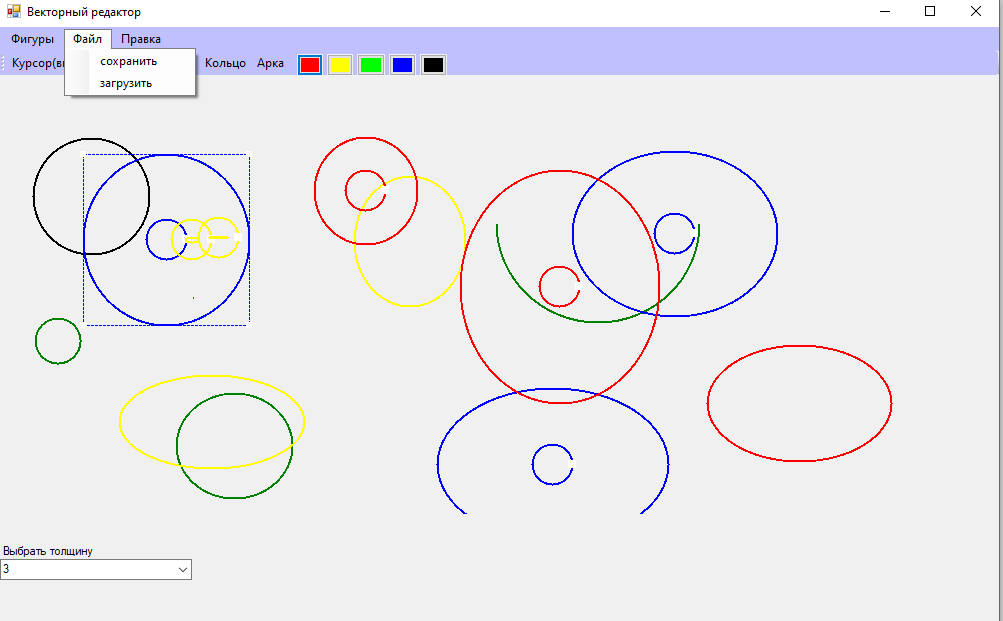 Векторный редактор
Фигуры Файл Правка
сохранить
Кольцо Арка
загрузить
Выбрать толщину
3